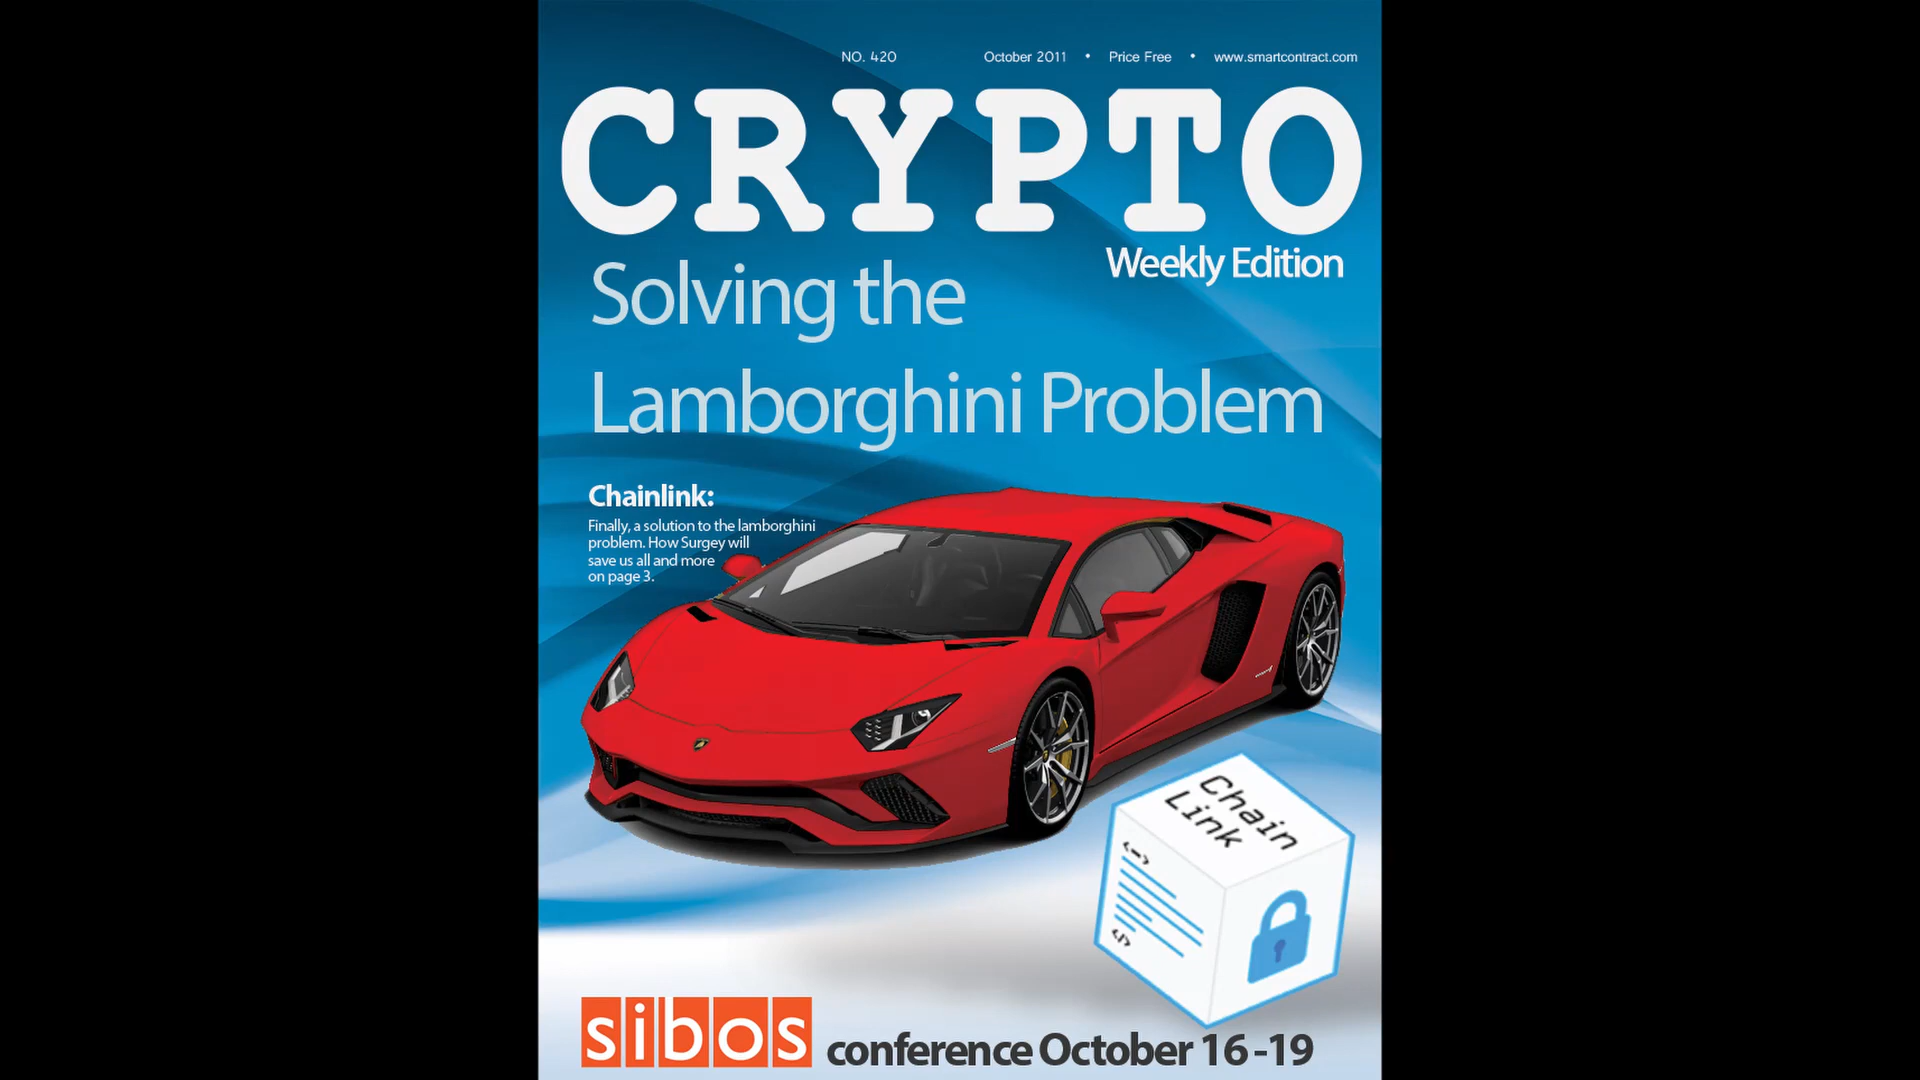 NO. 420 October 2011 • Price Free • www.smartcontract.com
CRYPTO
Weekly Edition
Solving the
Lamborghini Problem
Chainlink:
Finally, a solution to the lamborghini
problem. How Surgey will
save us all and more
on page 3.
Chain
Link
<-->
</>
sibos conference October 16 -19